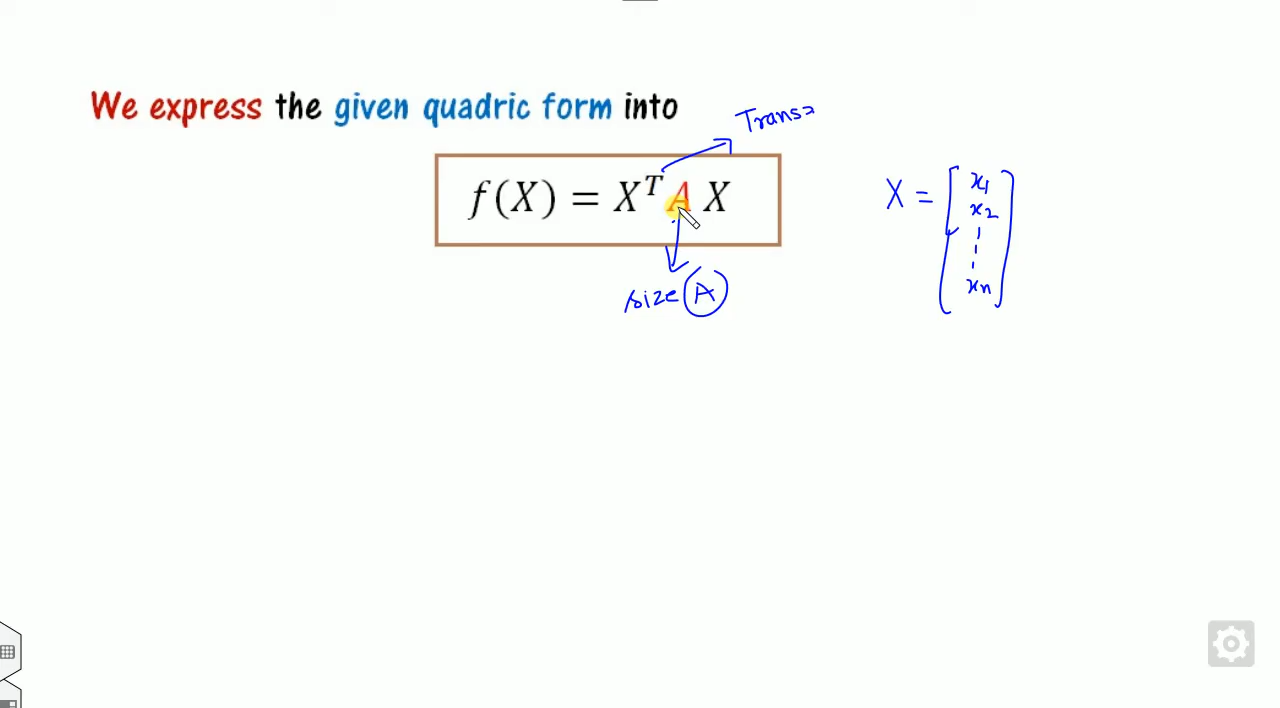 We express the given quadric form into
Trans=
f(X) = X^T A X
X = [x1
x2
xn]
size (A)